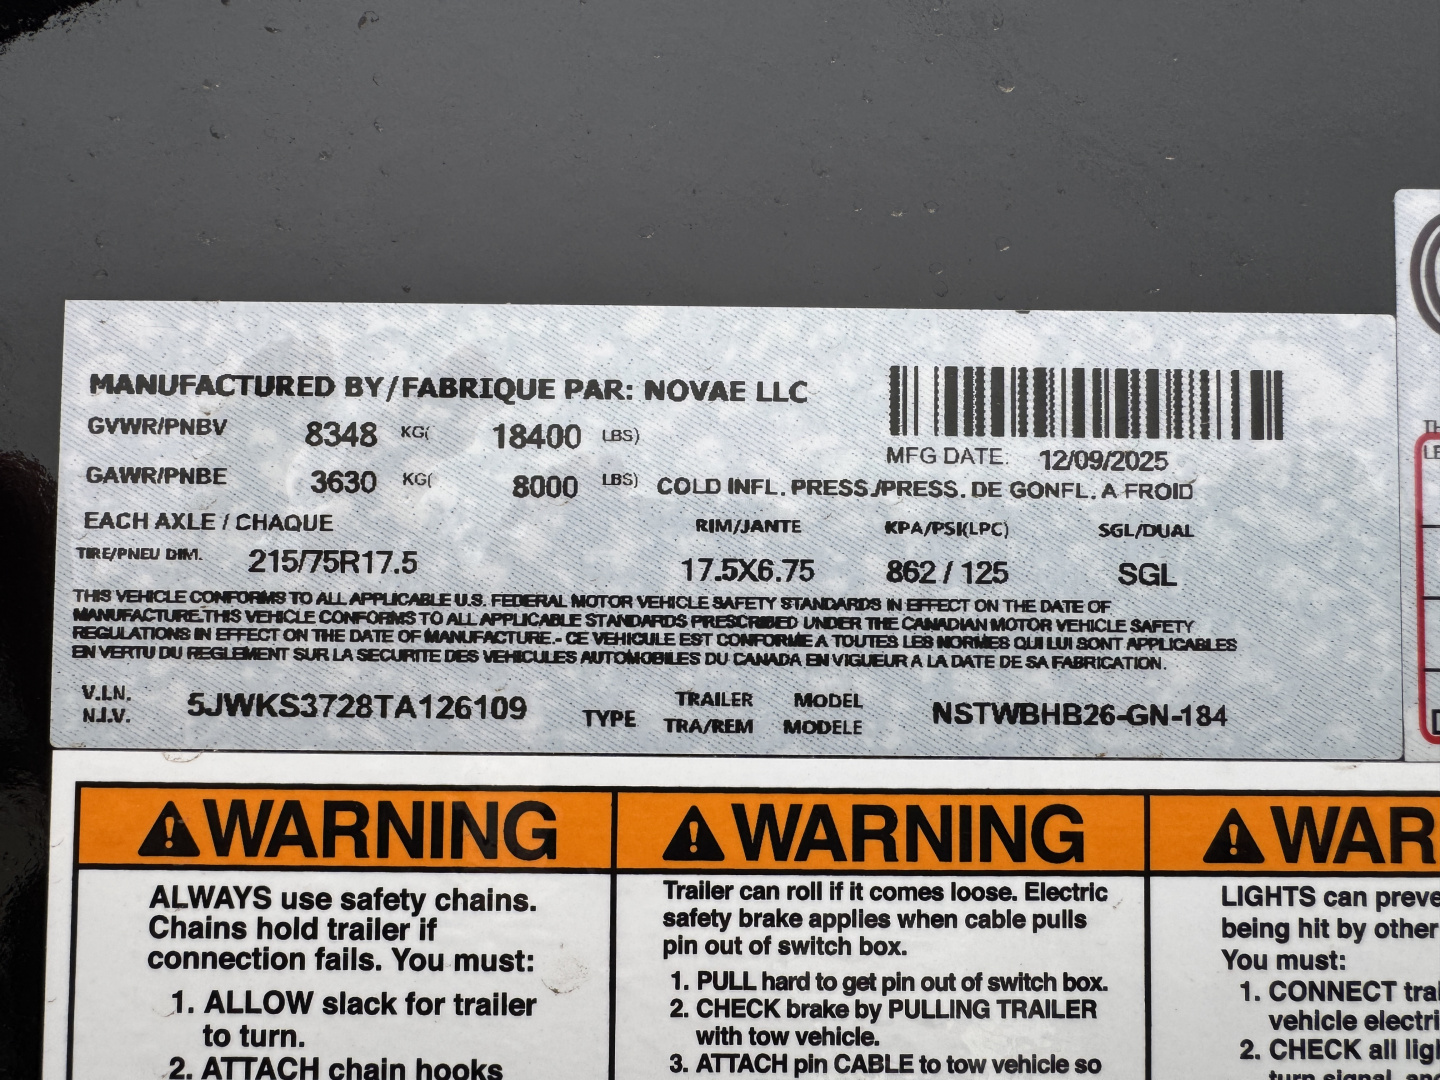 MANUFACTURED BY/FABRIQUE PAR: NOVAE LLC
GVWR/PNBV 8348 KG( 18400 LBS)
MFG DATE: 12/09/2025
GAWR/PNBE 3630 KG( 8000 LBS) COLD INFL. PRESS./PRESS. DE GONFL. A FROID
EACH AXLE / CHAQUE RIM/JANTE KPA/PSI(LPC) SGL/DUAL
TIRE/PNEU DIM. 215/75R17.5 17.5X6.75 862 / 125 SGL
THIS VEHICLE CONFORMS TO ALL APPLICABLE U.S. FEDERAL MOTOR VEHICLE SAFETY STANDARDS IN EFFECT ON THE DATE OF
MANUFACTURE.THIS VEHICLE CONFORMS TO ALL APPLICABLE STANDARDS PRESCRIBED UNDER THE CANADIAN MOTOR VEHICLE SAFETY
REGULATIONS IN EFFECT ON THE DATE OF MANUFACTURE.- CE VEHICULE EST CONFORME A TOUTES LES NORMES QUI LUI SONT APPLICABLES
EN VERTU DU REGLEMENT SUR LA SECURITE DES VEHICULES AUTOMOBILES DU CANADA EN VIGUEUR A LA DATE DE SA FABRICATION.
V.I.N. 5JWKS3728TA126109 TYPE TRAILER MODEL NSTWBHB26-GN-184
N.I.V. TRA/REM MODELE
WARNING
ALWAYS use safety chains.
Chains hold trailer if
connection fails. You must:
1. ALLOW slack for trailer
to turn.
2. ATTACH chain hooks
WARNING
Trailer can roll if it comes loose. Electric
safety brake applies when cable pulls
pin out of switch box.
1. PULL hard to get pin out of switch box.
2. CHECK brake by PULLING TRAILER
with tow vehicle.
3. ATTACH pin CABLE to tow vehicle so
WAR
LIGHTS can preve
being hit by other
You must:
1. CONNECT trai
vehicle electri
2. CHECK all ligh
turn signal, and